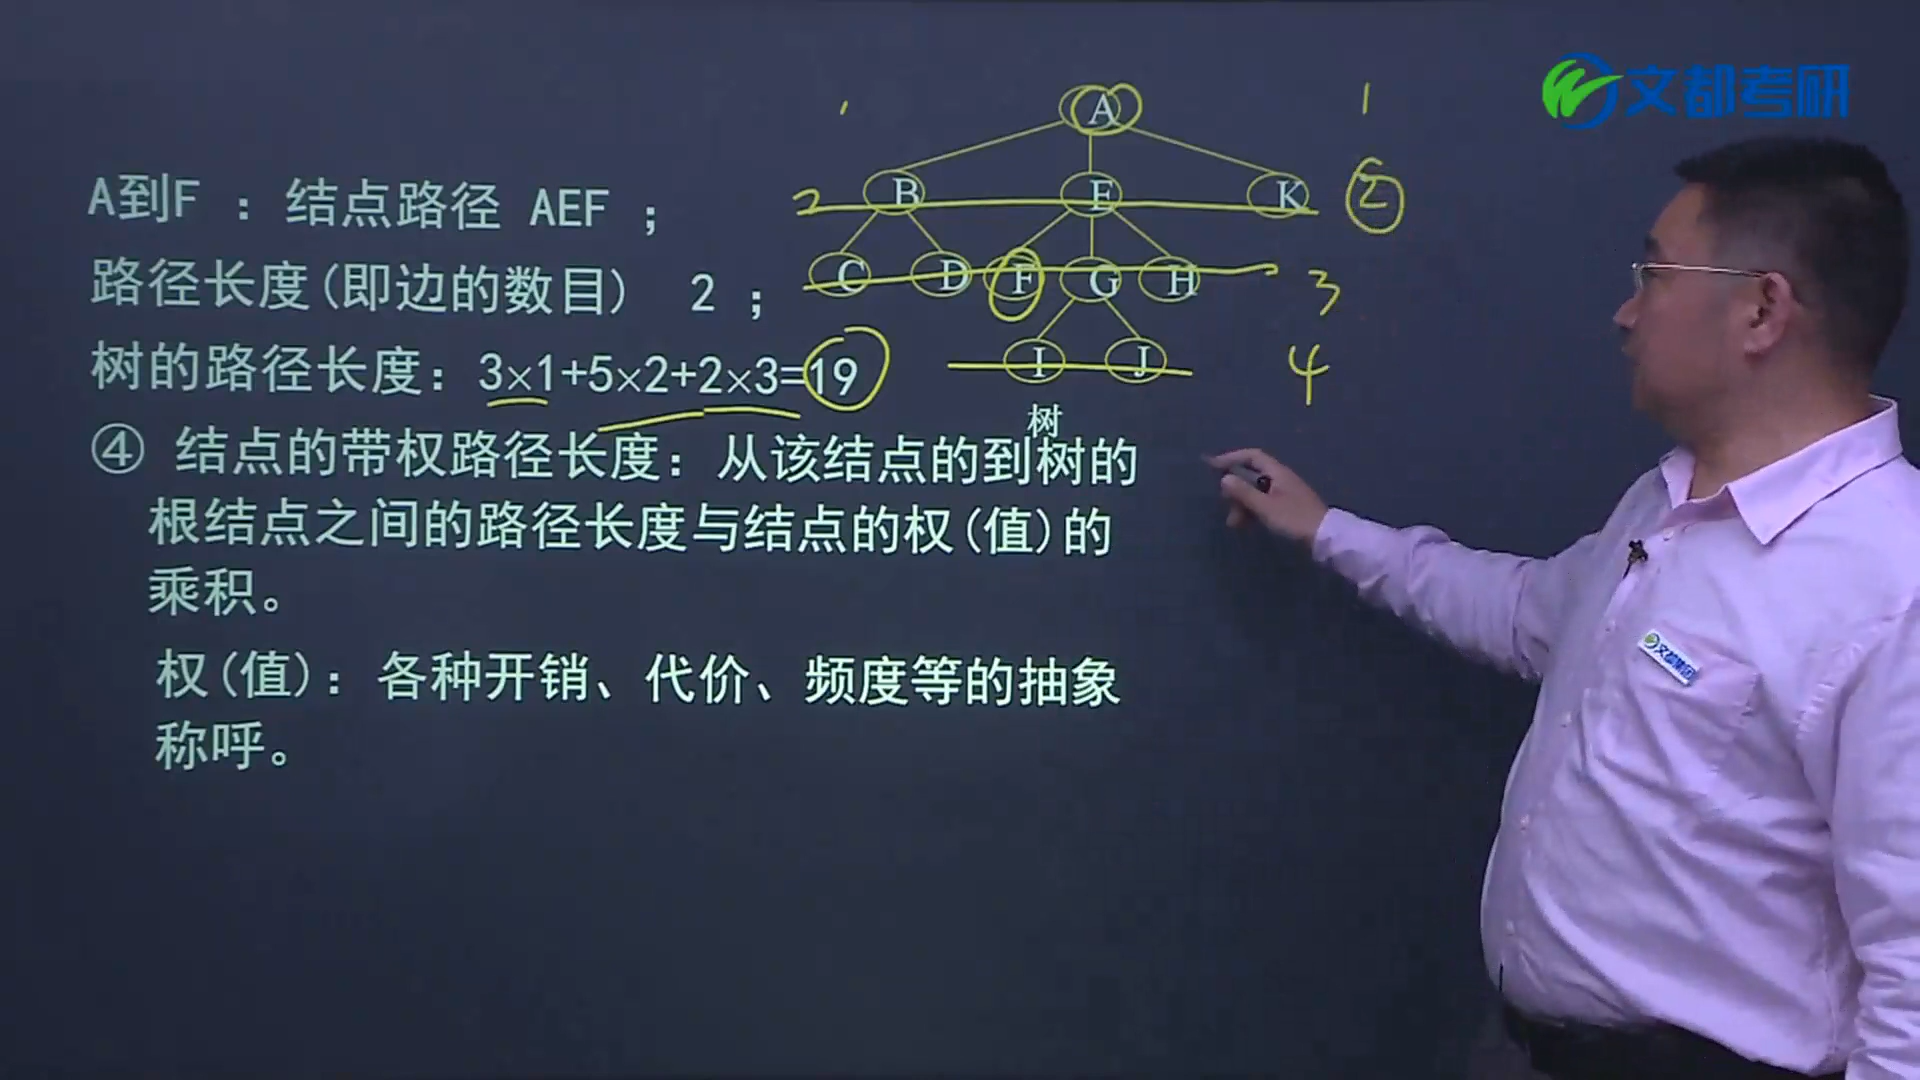 文都考研
A到F ：结点路径 AEF ；
路径长度(即边的数目) 2 ；
树的路径长度：3×1+5×2+2×3=19
④ 结点的带权路径长度：从该结点的到树的
根结点之间的路径长度与结点的权(值)的
乘积。
权(值)：各种开销、代价、频度等的抽象
称呼。
A 1
2 B E K 2
C D F G H 3
I J 4
树
文都集团